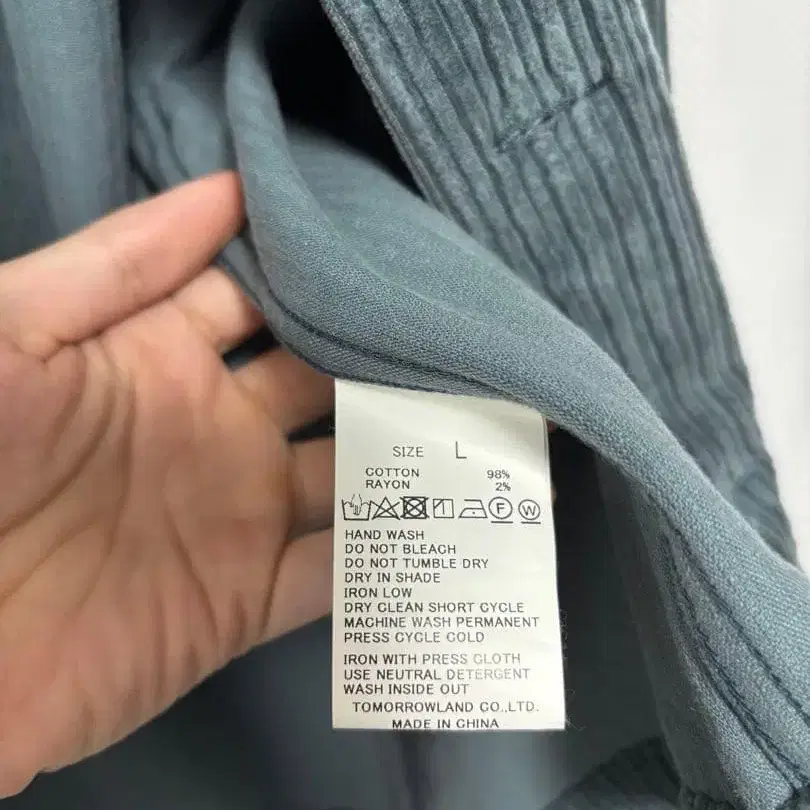 SIZE L
COTTON 98%
RAYON 2%
F W
HAND WASH
DO NOT BLEACH
DO NOT TUMBLE DRY
DRY IN SHADE
IRON LOW
DRY CLEAN SHORT CYCLE
MACHINE WASH PERMANENT
PRESS CYCLE COLD
IRON WITH PRESS CLOTH
USE NEUTRAL DETERGENT
WASH INSIDE OUT
TOMORROWLAND CO.,LTD.
MADE IN CHINA